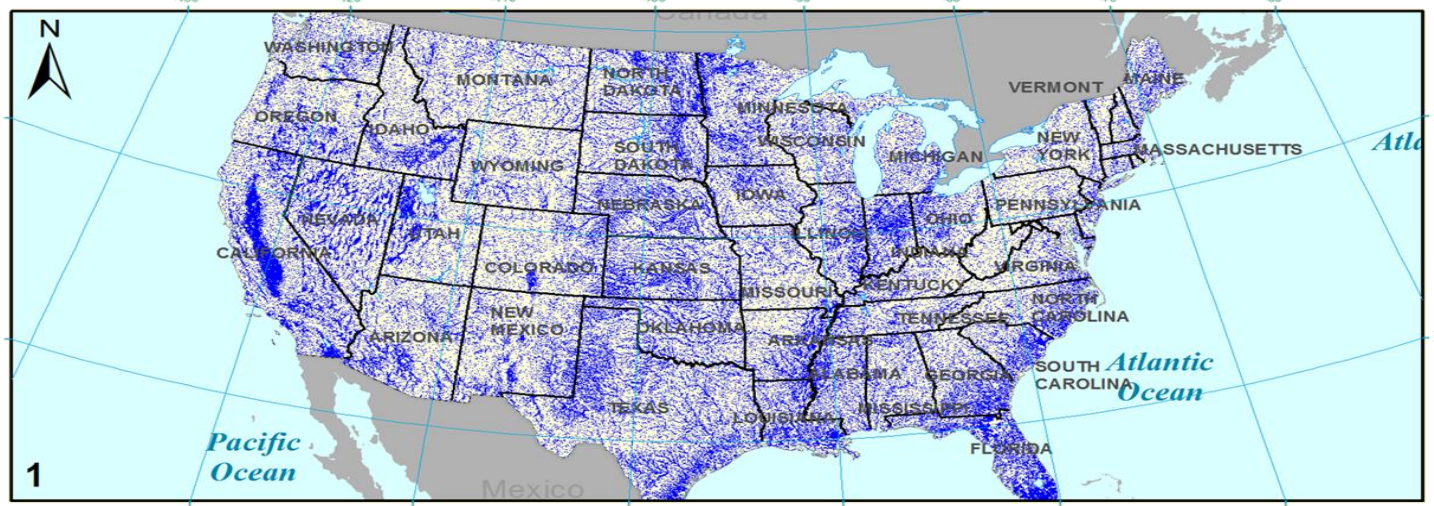 Canada
N
WASHINGTON
MONTANA
NORTH
DAKOTA
MINNESOTA
VERMONT
MAINE
OREGON
IDAHO
WISCONSIN
MICHIGAN
NEW
YORK
MASSACHUSETTS
Atla
WYOMING
SOUTH
DAKOTA
IOWA
NEBRASKA
PENNSYLVANIA
NEVADA
UTAH
ILLINOIS
OHIO
CALIFORNIA
COLORADO
KANSAS
INDIANA
VIRGINIA
MISSOURI
KENTUCKY
NEW
MEXICO
NORTH
CAROLINA
ARIZONA
OKLAHOMA
ARKANSAS
TENNESSEE
SOUTH
CAROLINA
Atlantic
Ocean
ALABAMA
GEORGIA
TEXAS
LOUISIANA
MISSISSIPPI
FLORIDA
Pacific
Ocean
1
Mexico